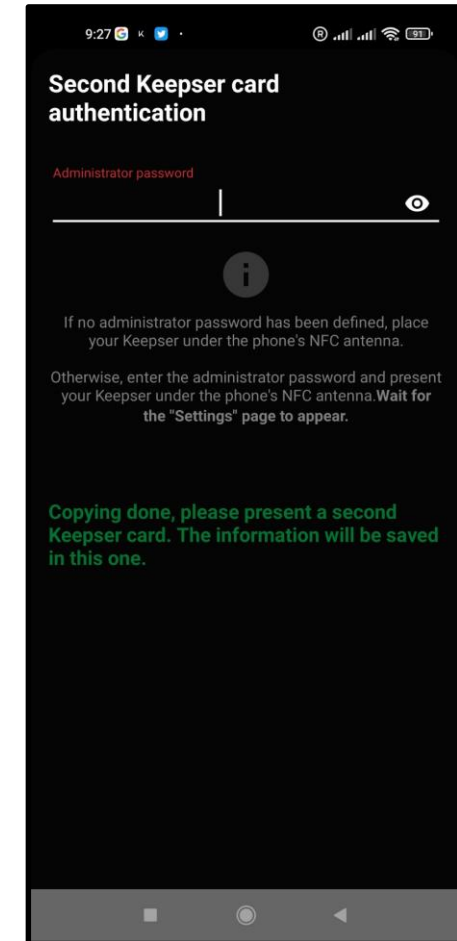 9:27 G K ·
R 91
Second Keepser card
authentication
Administrator password
i
If no administrator password has been defined, place
your Keepser under the phone's NFC antenna.
Otherwise, enter the administrator password and present
your Keepser under the phone's NFC antenna.Wait for
the "Settings" page to appear.
Copying done, please present a second
Keepser card. The information will be saved
in this one.